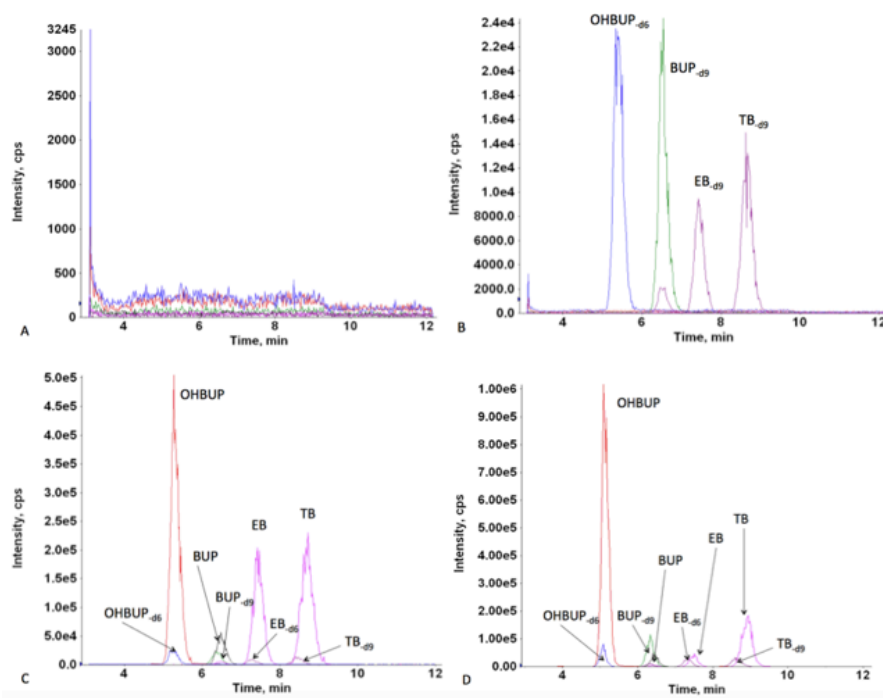 3245
3000
2500
2000
1500
1000
500
0
Intensity, cps
4
6
8
10
12
Time, min
A
2.4e4
2.2e4
2.0e4
1.8e4
1.6e4
1.4e4
1.2e4
1.0e4
8000.0
6000.0
4000.0
2000.0
0.0
Intensity, cps
OHBUP-d6
BUP-d9
EB-d9
TB-d9
4
6
8
10
12
Time, min
B
5.0e5
4.5e5
4.0e5
3.5e5
3.0e5
2.5e5
2.0e5
1.5e5
1.0e5
5.0e4
0.0
Intensity, cps
OHBUP
OHBUP-d6
BUP
BUP-d9
EB
EB-d6
TB
TB-d9
4
6
8
10
12
Time, min
C
1.00e6
9.00e5
8.00e5
7.00e5
6.00e5
5.00e5
4.00e5
3.00e5
2.00e5
1.00e5
0.00
Intensity, cps
OHBUP
OHBUP-d6
BUP-d9
BUP
EB-d6
EB
TB
TB-d9
4
6
8
10
12
Time, min
D